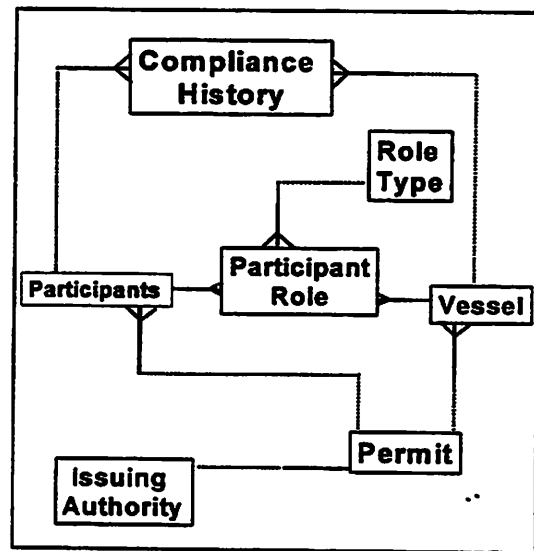 Compliance
History
Role
Type
Participant
Role
Participants
Vessel
Permit
Issuing
Authority